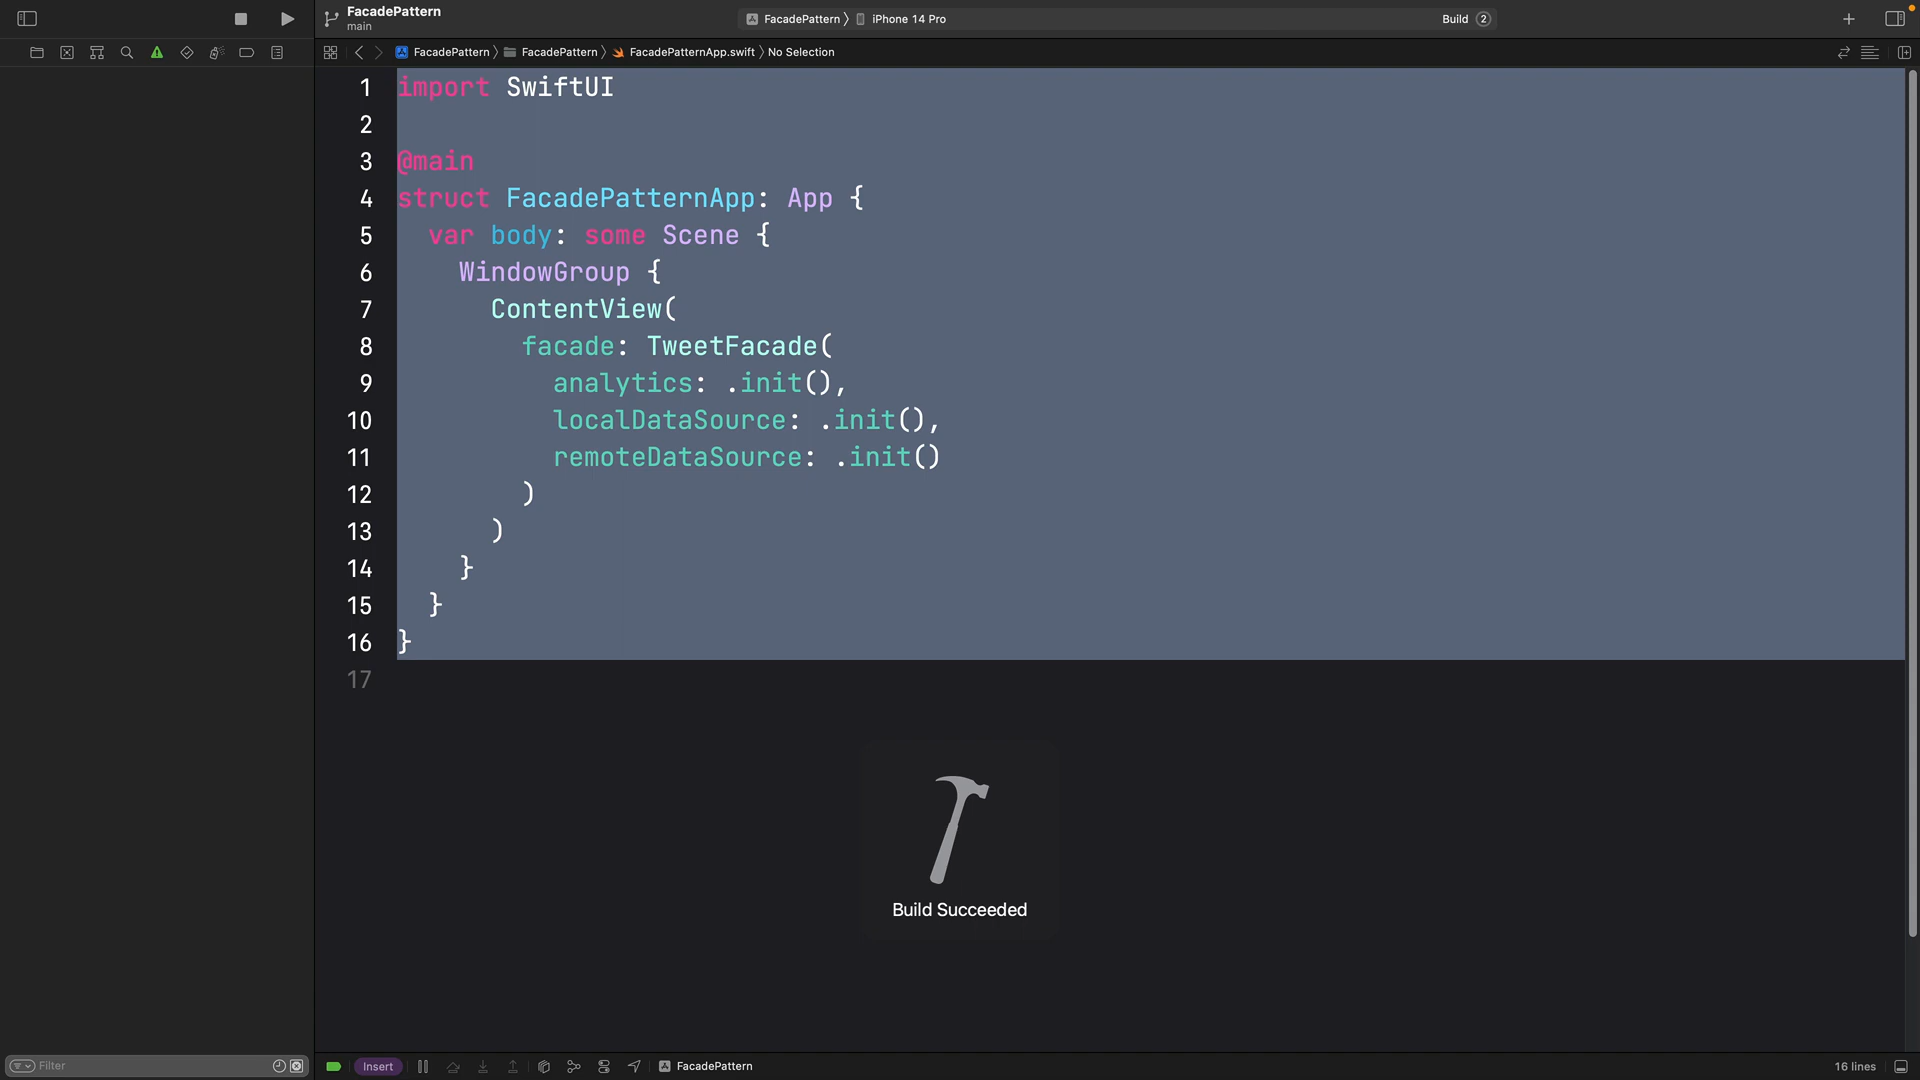 FacadePattern
main
FacadePattern 〉 iPhone 14 Pro
Build 2
FacadePattern 〉 FacadePattern 〉 FacadePatternApp.swift 〉 No Selection
1 import SwiftUI
2
3 @main
4 struct FacadePatternApp: App {
5 var body: some Scene {
6 WindowGroup {
7 ContentView(
8 facade: TweetFacade(
9 analytics: .init(),
10 localDataSource: .init(),
11 remoteDataSource: .init()
12 )
13 )
14 }
15 }
16 }
17
Build Succeeded
Filter
Insert
FacadePattern
16 lines